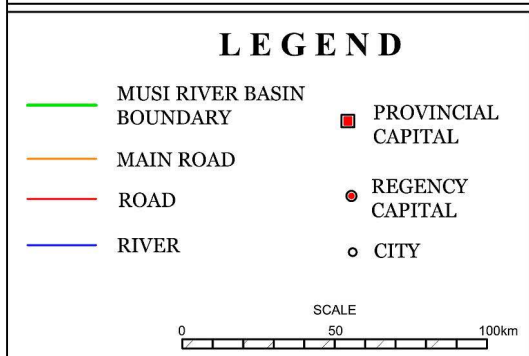 LEGEND
MUSI RIVER BASIN
BOUNDARY
MAIN ROAD
ROAD
RIVER
PROVINCIAL
CAPITAL
REGENCY
CAPITAL
CITY
SCALE
0 50 100km